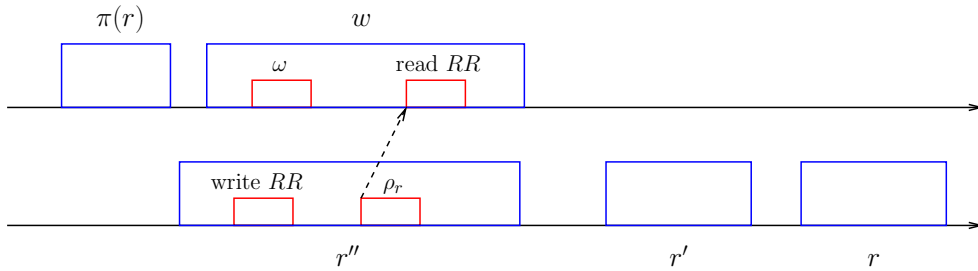 π(r) w
ω read RR
write RR ρ_r
r'' r' r